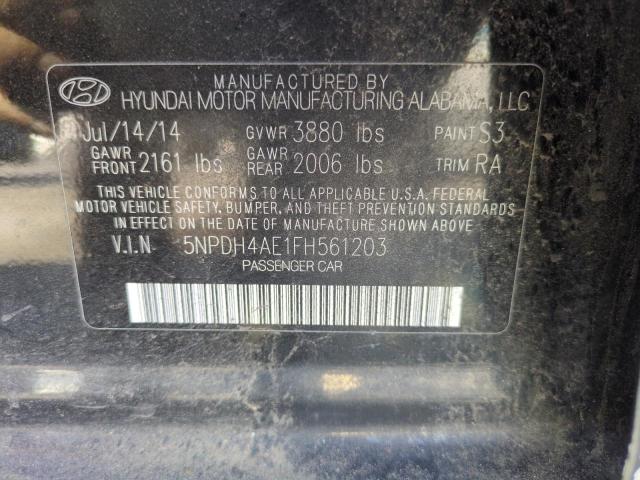 MANUFACTURED BY
HYUNDAI MOTOR MANUFACTURING ALABAMA, LLC
Jul/14/14 GVWR 3880 lbs PAINT S3
GAWR FRONT 2161 lbs GAWR REAR 2006 lbs TRIM RA
THIS VEHICLE CONFORMS TO ALL APPLICABLE U.S.A. FEDERAL
MOTOR VEHICLE SAFETY, BUMPER, AND THEFT PREVENTION STANDARDS
IN EFFECT ON THE DATE OF MANUFACTURE SHOWN ABOVE
V.I.N. 5NPDH4AE1FH561203
PASSENGER CAR